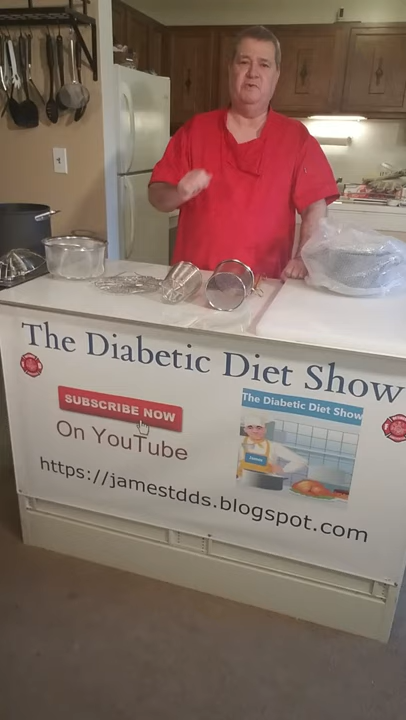 The Diabetic Diet Show
SUBSCRIBE NOW
On YouTube
The Diabetic Diet Show
https://jamestdds.blogspot.com